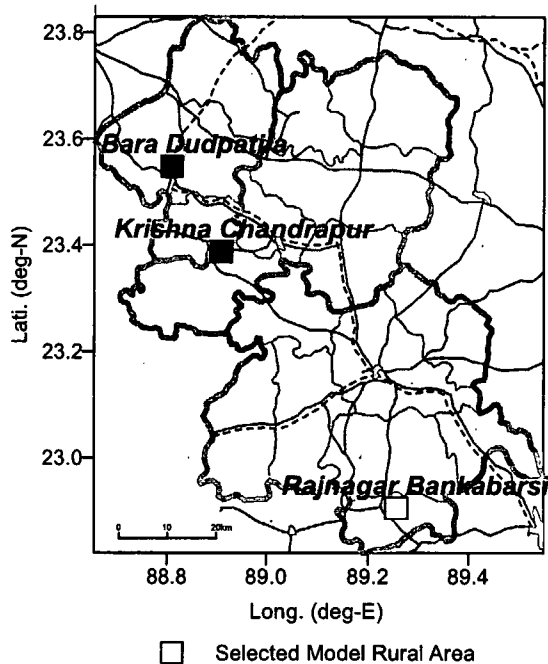 23.8
23.6
Bara Dudpatila
Krishna Chandrapur
23.4
Lati. (deg-N)
23.2
23.0
Rajnagar Bankabarsi
0 10 20km
88.8 89.0 89.2 89.4
Long. (deg-E)
Selected Model Rural Area